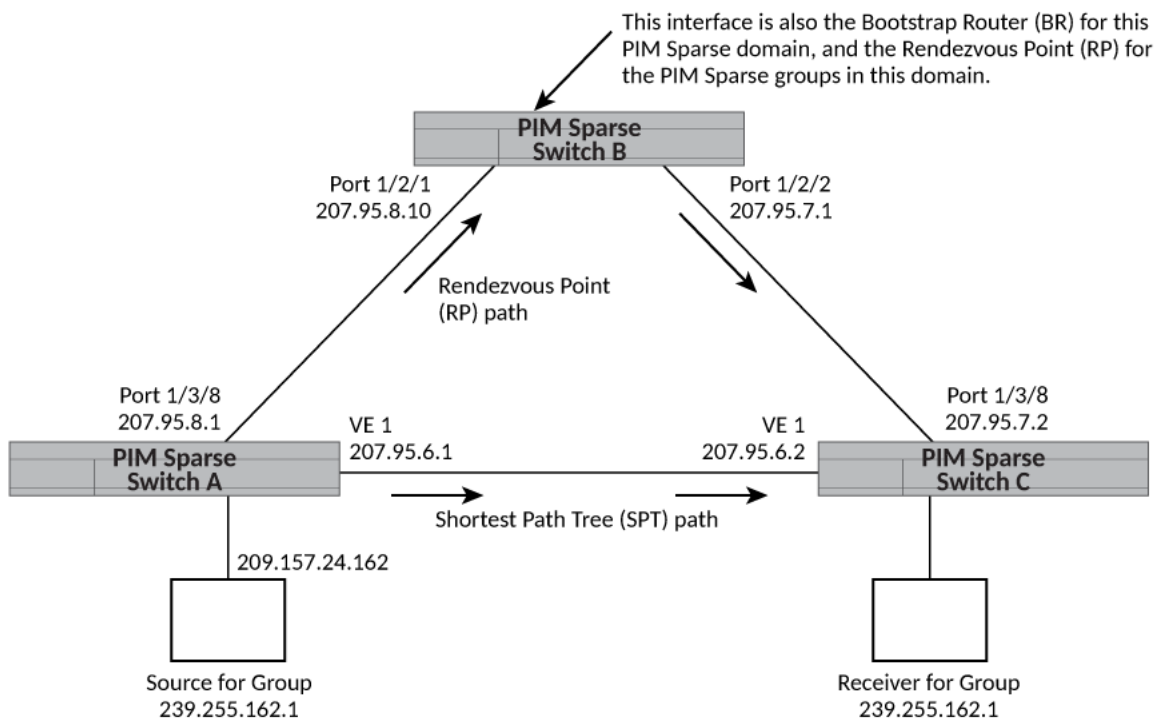 This interface is also the Bootstrap Router (BR) for this
PIM Sparse domain, and the Rendezvous Point (RP) for
the PIM Sparse groups in this domain.
PIM Sparse
Switch B
Port 1/2/1
207.95.8.10
Port 1/2/2
207.95.7.1
Rendezvous Point
(RP) path
Port 1/3/8
207.95.8.1
Port 1/3/8
207.95.7.2
VE 1
207.95.6.1
VE 1
207.95.6.2
PIM Sparse
Switch A
PIM Sparse
Switch C
Shortest Path Tree (SPT) path
209.157.24.162
Source for Group
239.255.162.1
Receiver for Group
239.255.162.1